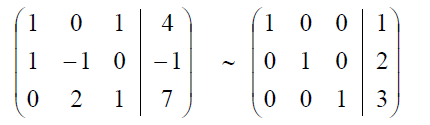 1 0 1 | 4 1 0 0 | 1
1 −1 0 | −1 ~ 0 1 0 | 2
0 2 1 | 7 0 0 1 | 3